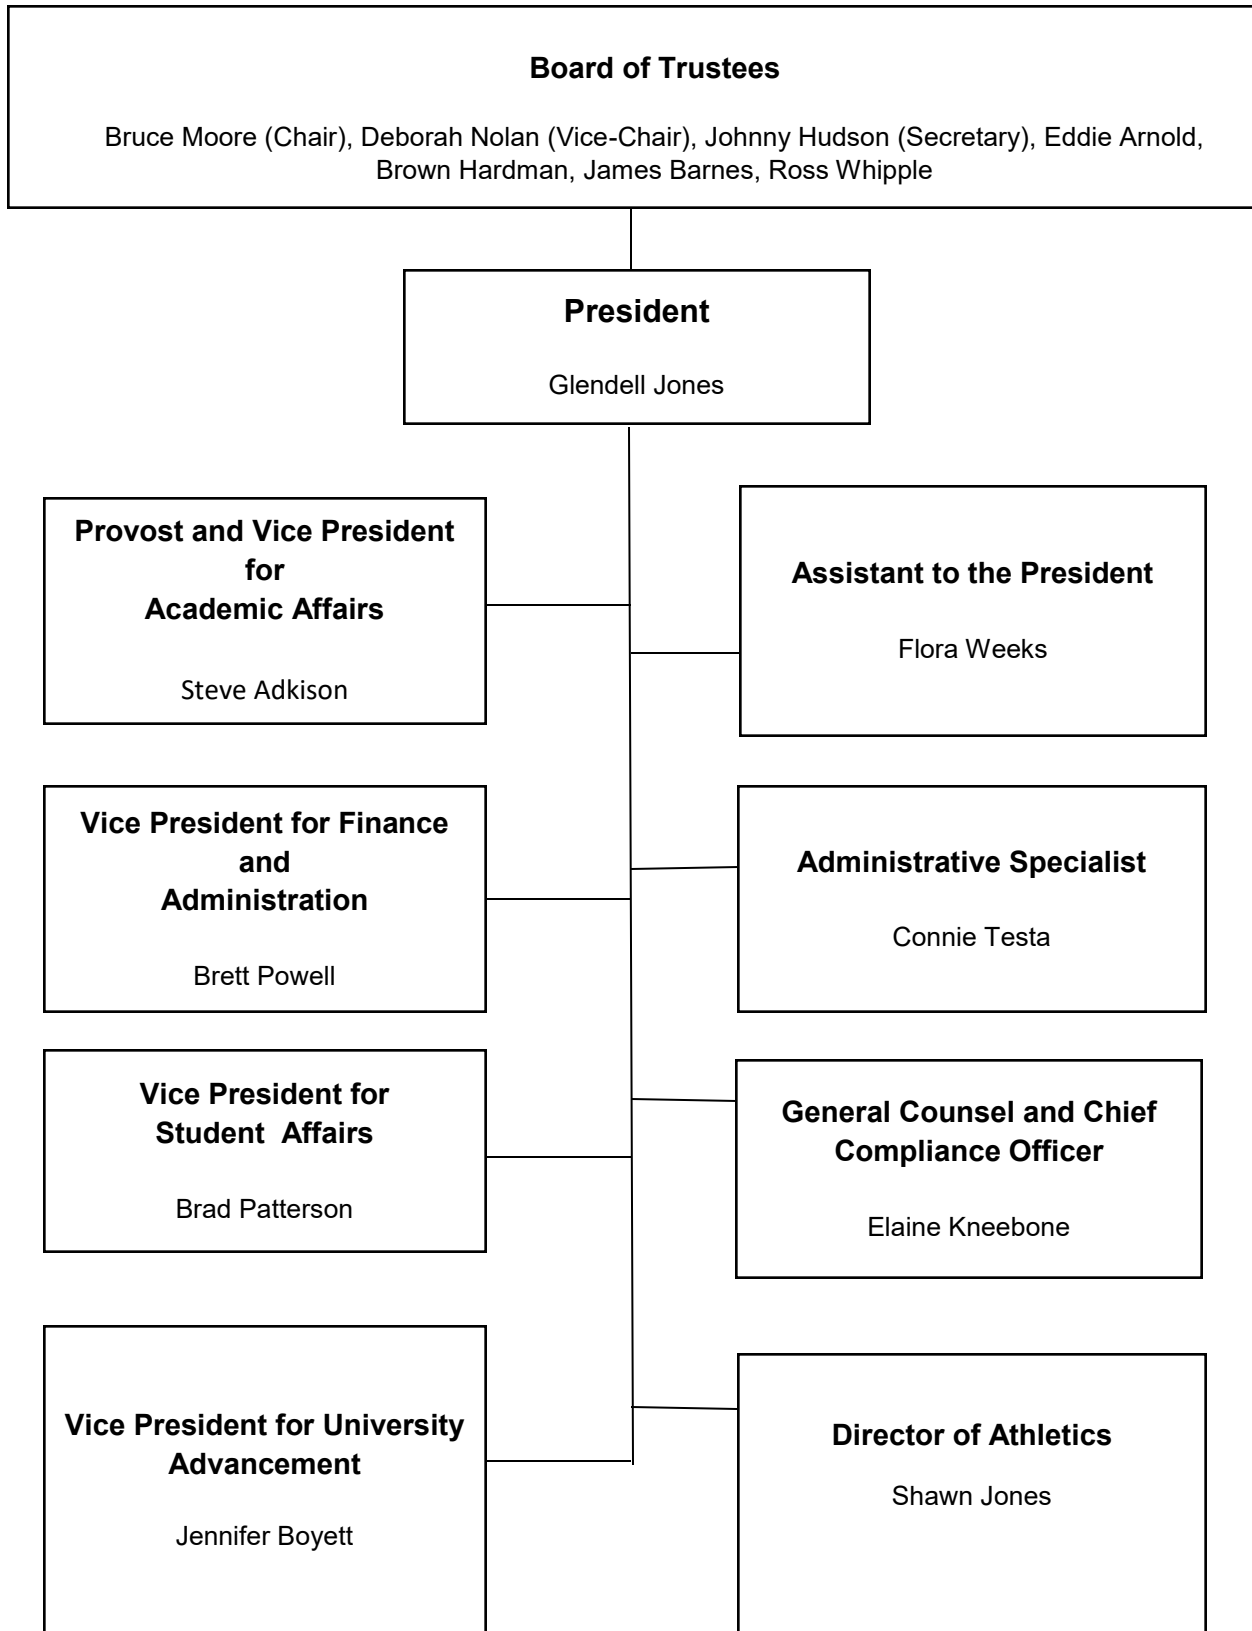 Board of Trustees
Bruce Moore (Chair), Deborah Nolan (Vice-Chair), Johnny Hudson (Secretary), Eddie Arnold,
Brown Hardman, James Barnes, Ross Whipple
President
Glendell Jones
Provost and Vice President
for
Academic Affairs
Steve Adkison
Assistant to the President
Flora Weeks
Vice President for Finance
and
Administration
Brett Powell
Administrative Specialist
Connie Testa
Vice President for
Student  Affairs
Brad Patterson
General Counsel and Chief
Compliance Officer
Elaine Kneebone
Vice President for University
Advancement
Jennifer Boyett
Director of Athletics
Shawn Jones